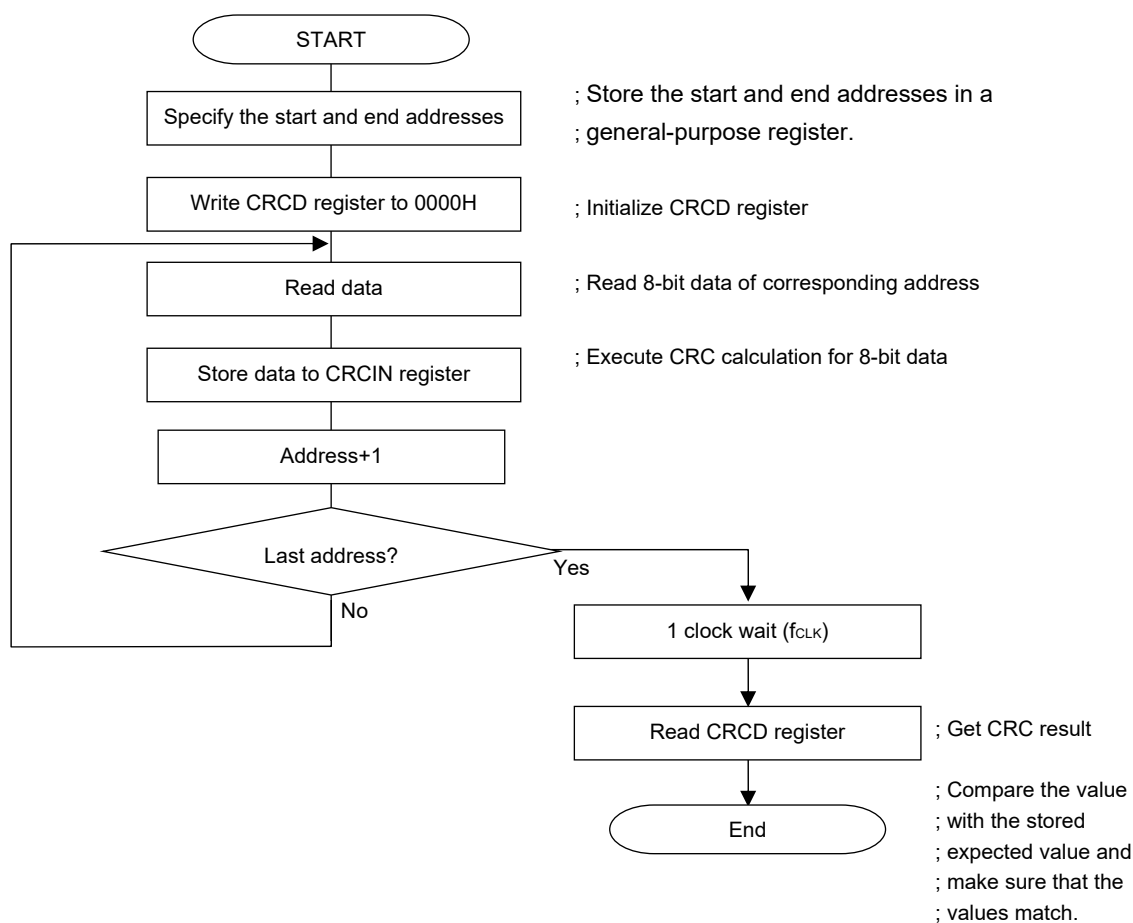 START
Specify the start and end addresses
; Store the start and end addresses in a
; general-purpose register.
Write CRCD register to 0000H
; Initialize CRCD register
Read data
; Read 8-bit data of corresponding address
Store data to CRCIN register
; Execute CRC calculation for 8-bit data
Address+1
Last address?
Yes
No
1 clock wait (fCLK)
Read CRCD register
; Get CRC result
End
; Compare the value
; with the stored
; expected value and
; make sure that the
; values match.